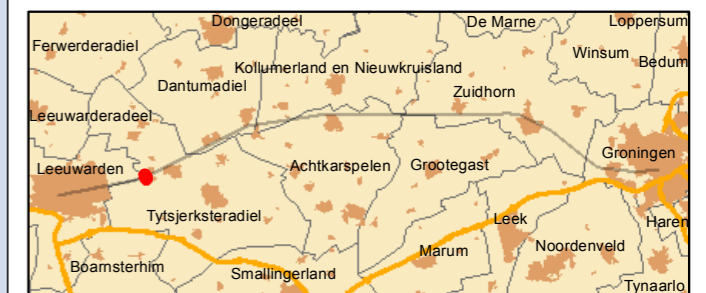 Dongeradeel
De Marne
Loppersum
Ferwerderadiel
Winsum
Bedum
Kollumerland en Nieuwkruisland
Dantumadiel
Zuidhorn
Leeuwarderadeel
Groningen
Leeuwarden
Achtkarspelen
Grootegast
Tytsjerksteradiel
Leek
Haren
Noordenveld
Marum
Boarnsterhim
Smallingerland
Tynaarlo